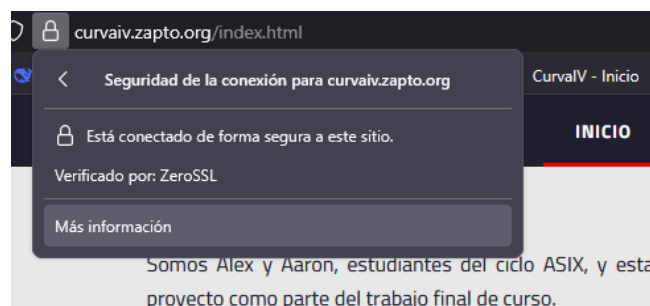 curvaiv.zapto.org/index.html
Seguridad de la conexión para curvaiv.zapto.org
CurvaIV - Inicio
Está conectado de forma segura a este sitio.
INICIO
Verificado por: ZeroSSL
Más información
Somos Alex y Aaron, estudiantes del ciclo ASIX, y esta
proyecto como parte del trabajo final de curso.